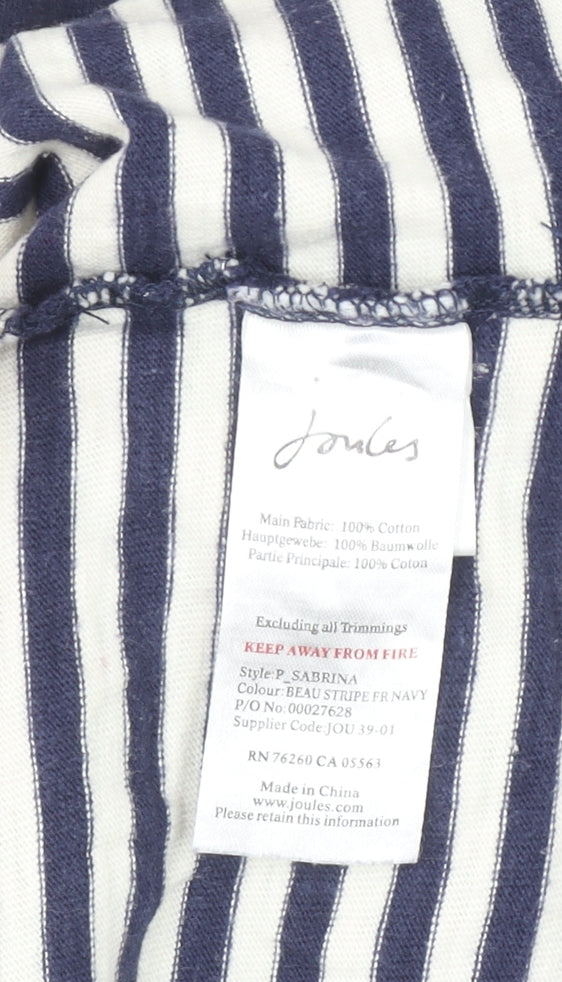 Joules
Main Fabric: 100% Cotton
Hauptgewebe: 100% Baumwolle
Partie Principale: 100% Coton
Excluding all Trimmings
KEEP AWAY FROM FIRE
Style:P_SABRINA
Colour:BEAU STRIPE FR NAVY
P/O No:00027628
Supplier Code:JOU 39-01
RN 76260 CA 05563
Made in China
www.joules.com
Please retain this information